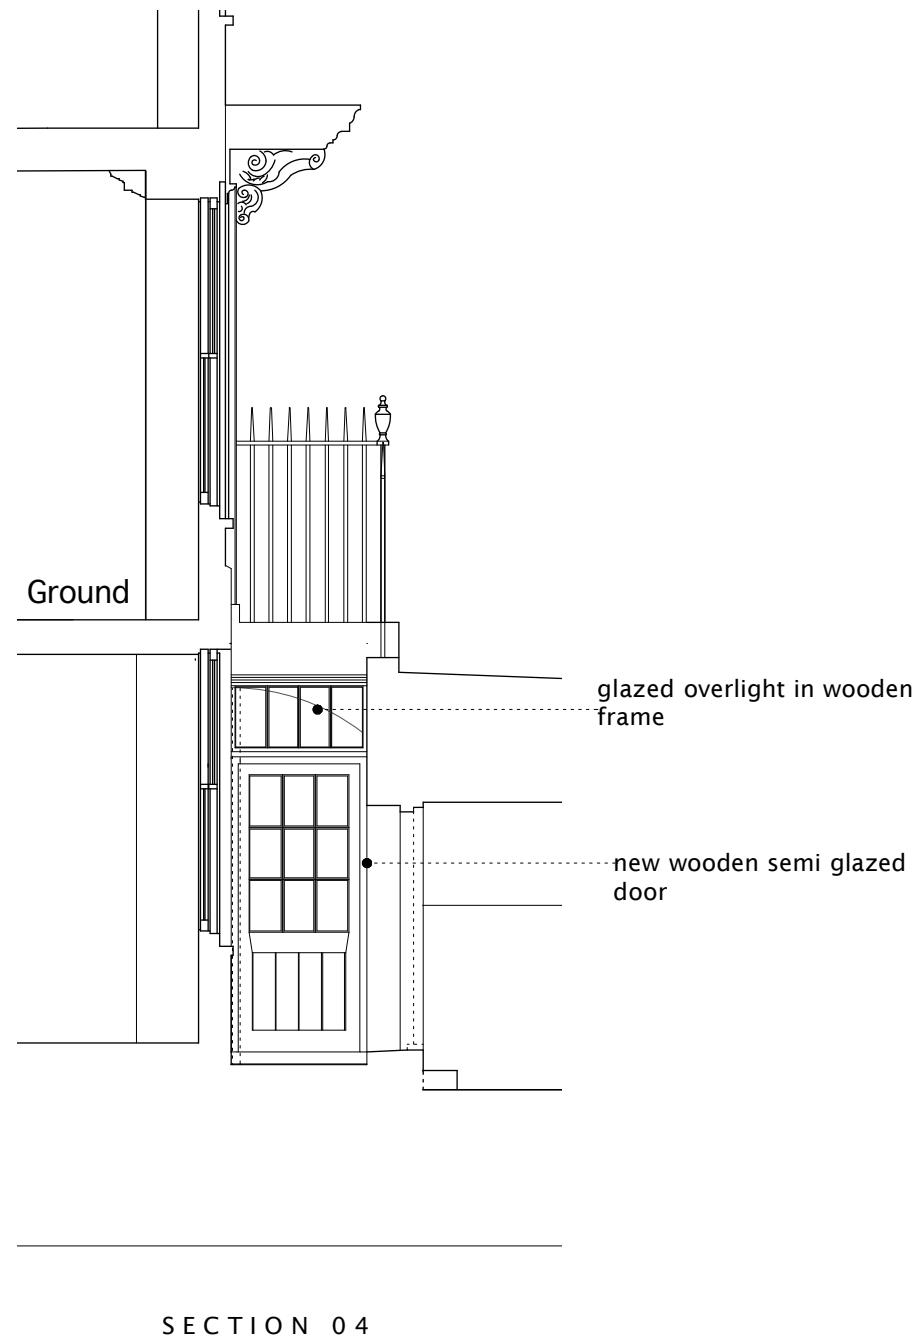 Ground
glazed overlight in wooden
frame
new wooden semi glazed
door
SECTION 04